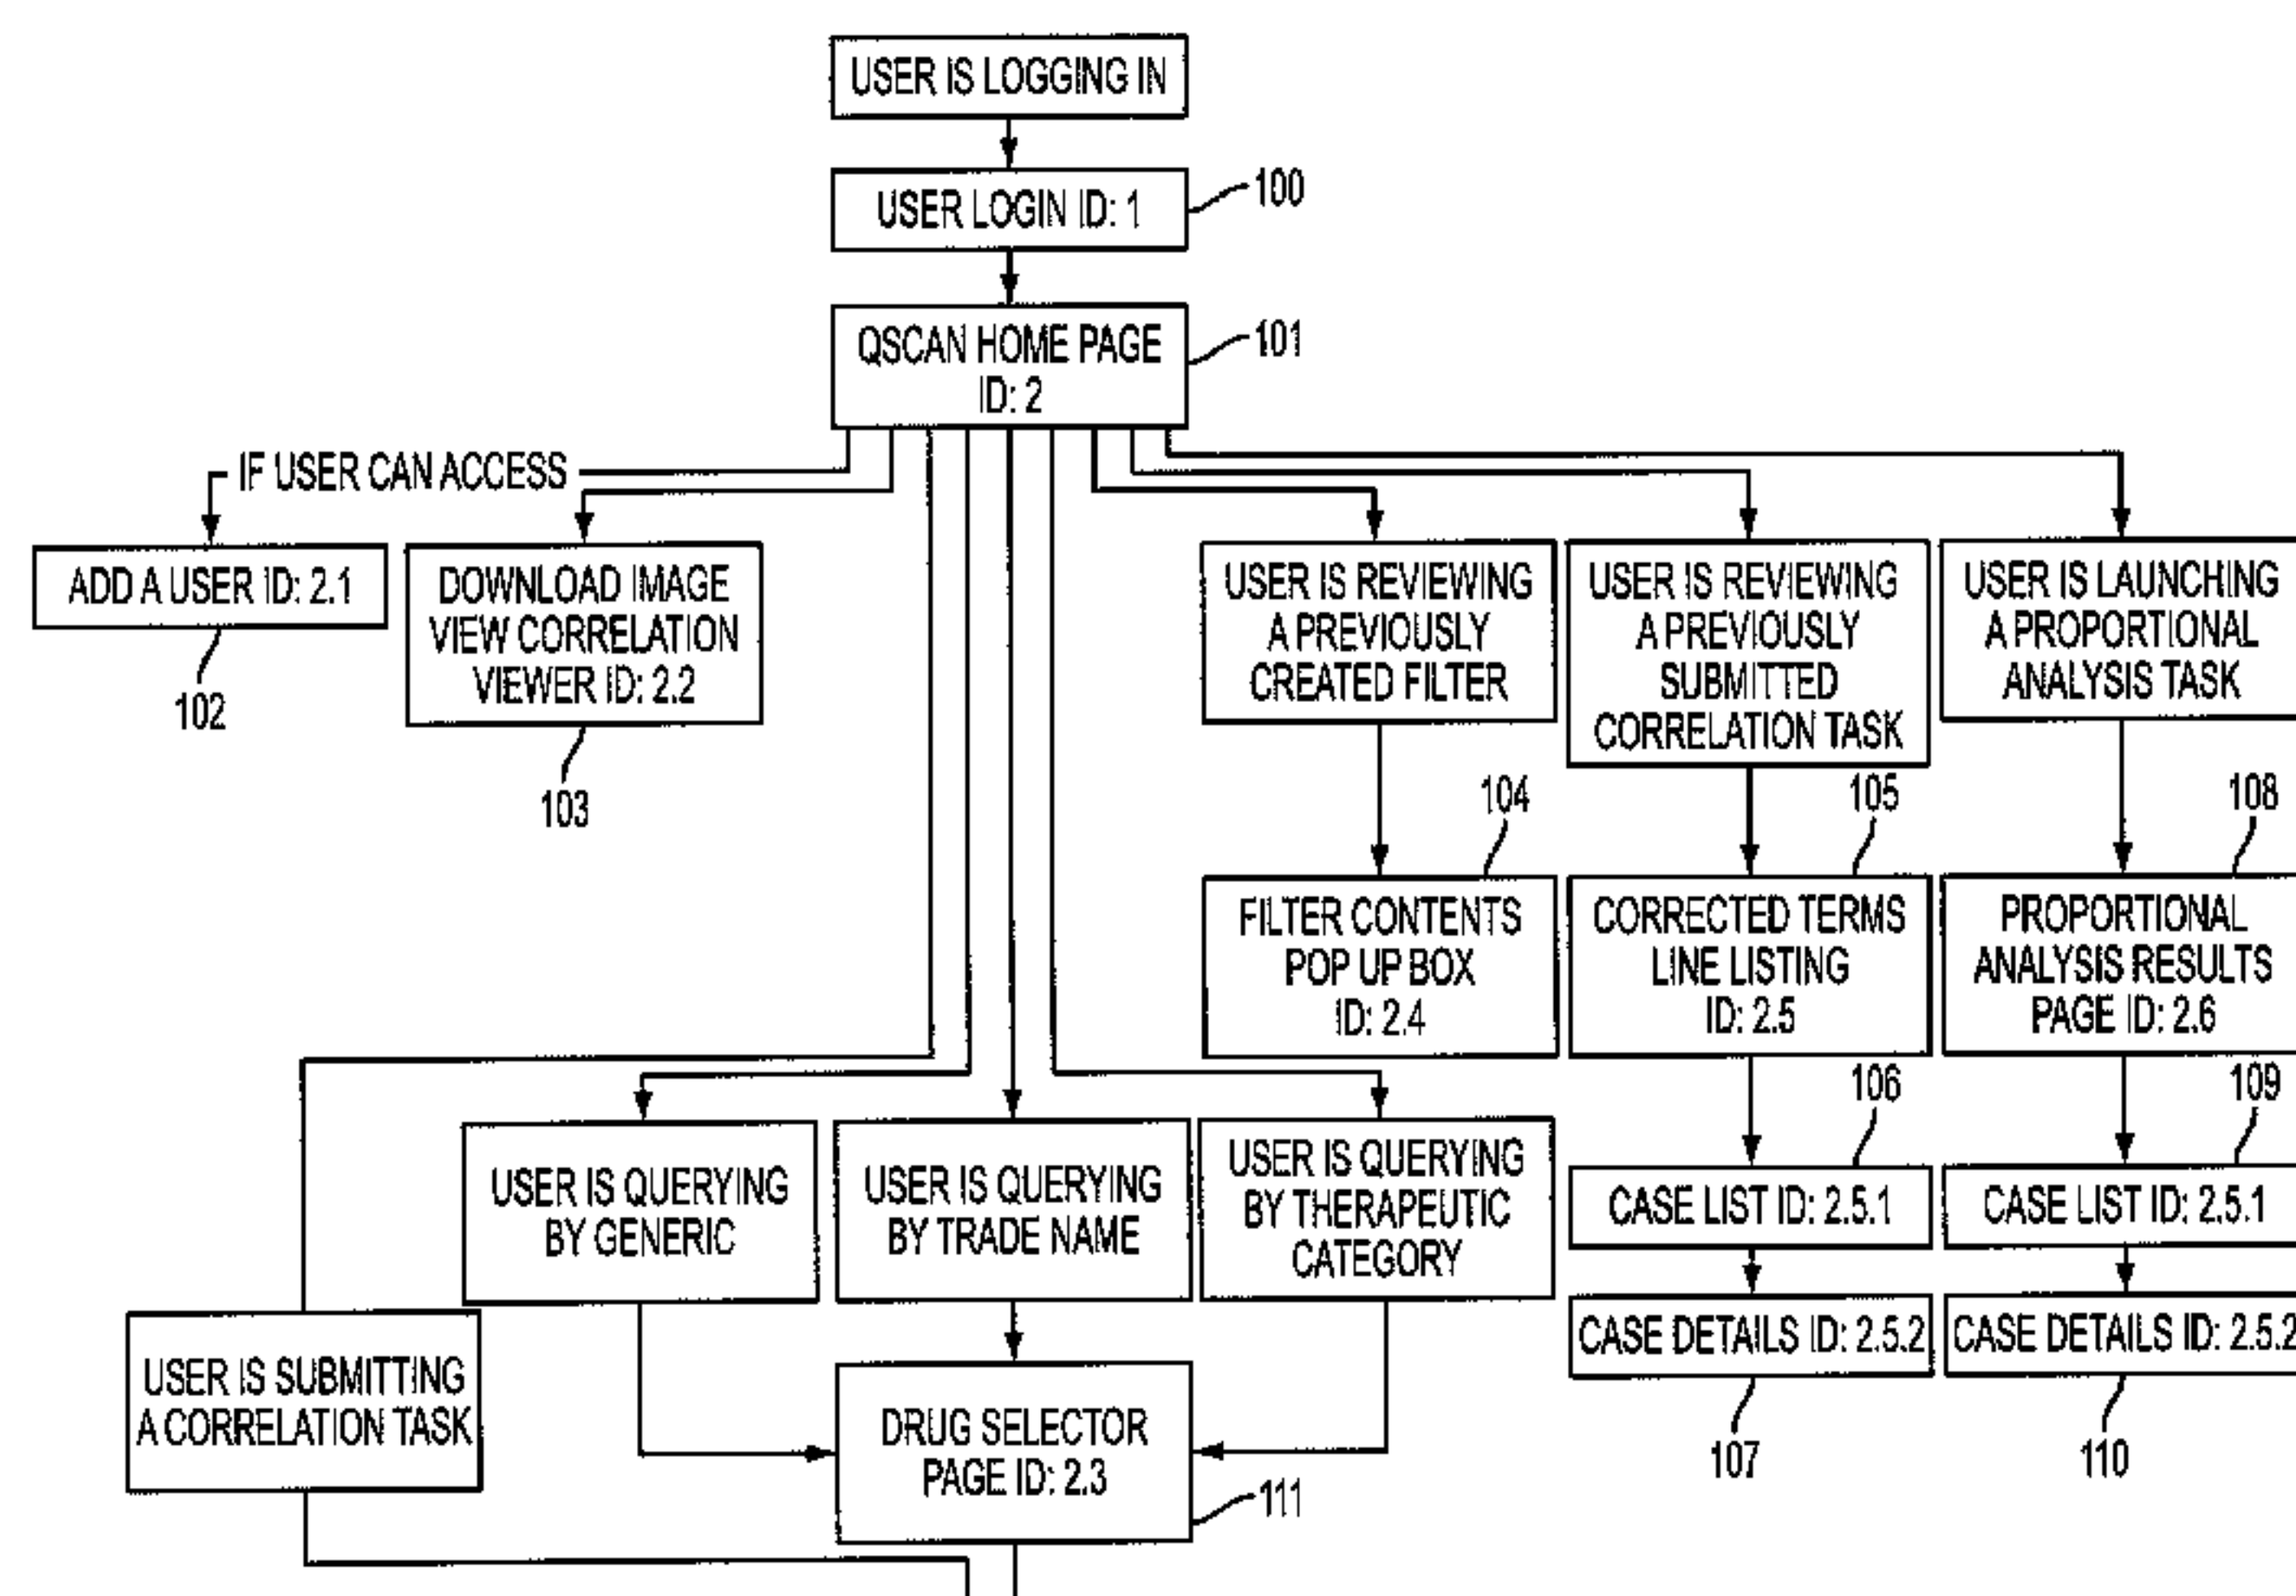 USER IS LOGGING IN
USER LOGIN ID: 1
100
QSCAN HOME PAGE
ID: 2
101
IF USER CAN ACCESS
ADD A USER ID: 2.1
102
DOWNLOAD IMAGE
VIEW CORRELATION
VIEWER ID: 2.2
103
USER IS REVIEWING
A PREVIOUSLY
CREATED FILTER
USER IS REVIEWING
A PREVIOUSLY
SUBMITTED
CORRELATION TASK
USER IS LAUNCHING
A PROPORTIONAL
ANALYSIS TASK
104
105
108
FILTER CONTENTS
POP UP BOX
ID: 2.4
CORRECTED TERMS
LINE LISTING
ID: 2.5
PROPORTIONAL
ANALYSIS RESULTS
PAGE ID: 2.6
106
109
USER IS QUERYING
BY GENERIC
USER IS QUERYING
BY TRADE NAME
USER IS QUERYING
BY THERAPEUTIC
CATEGORY
CASE LIST ID: 2.5.1
CASE LIST ID: 2.5.1
CASE DETAILS ID: 2.5.2
CASE DETAILS ID: 2.5.2
107
110
USER IS SUBMITTING
A CORRELATION TASK
DRUG SELECTOR
PAGE ID: 2.3
111